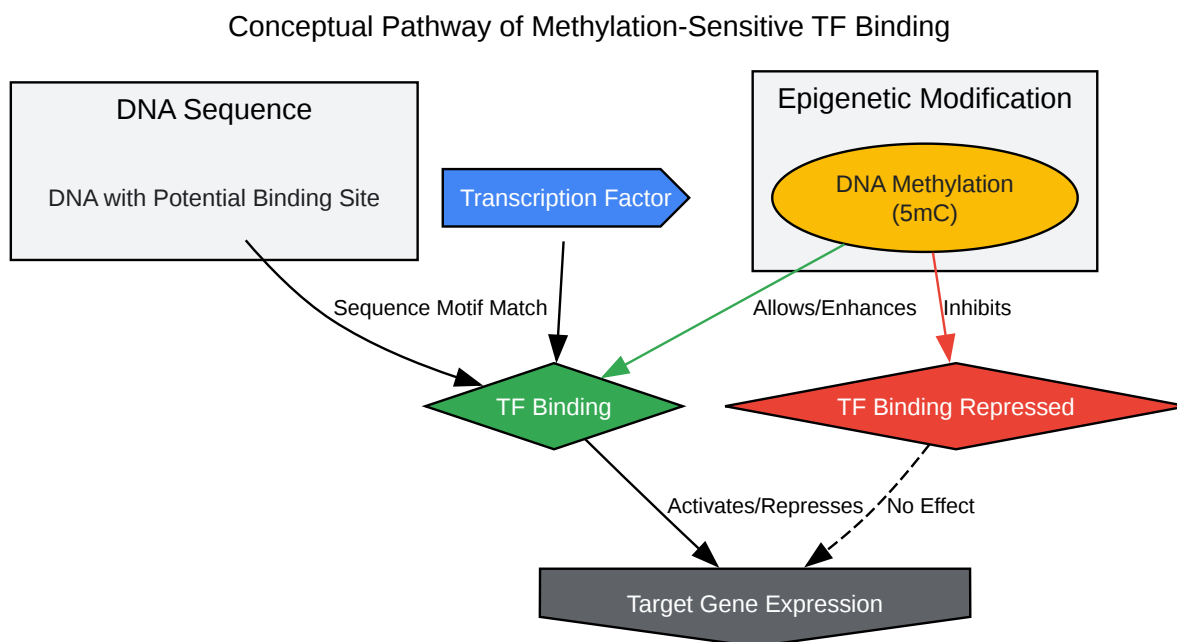 Conceptual Pathway of Methylation-Sensitive TF Binding
DNA Sequence
Epigenetic Modification
DNA with Potential Binding Site
Transcription Factor
DNA Methylation
(5mC)
Sequence Motif Match
Allows/Enhances
Inhibits
TF Binding
TF Binding Repressed
Activates/Represses
No Effect
Target Gene Expression